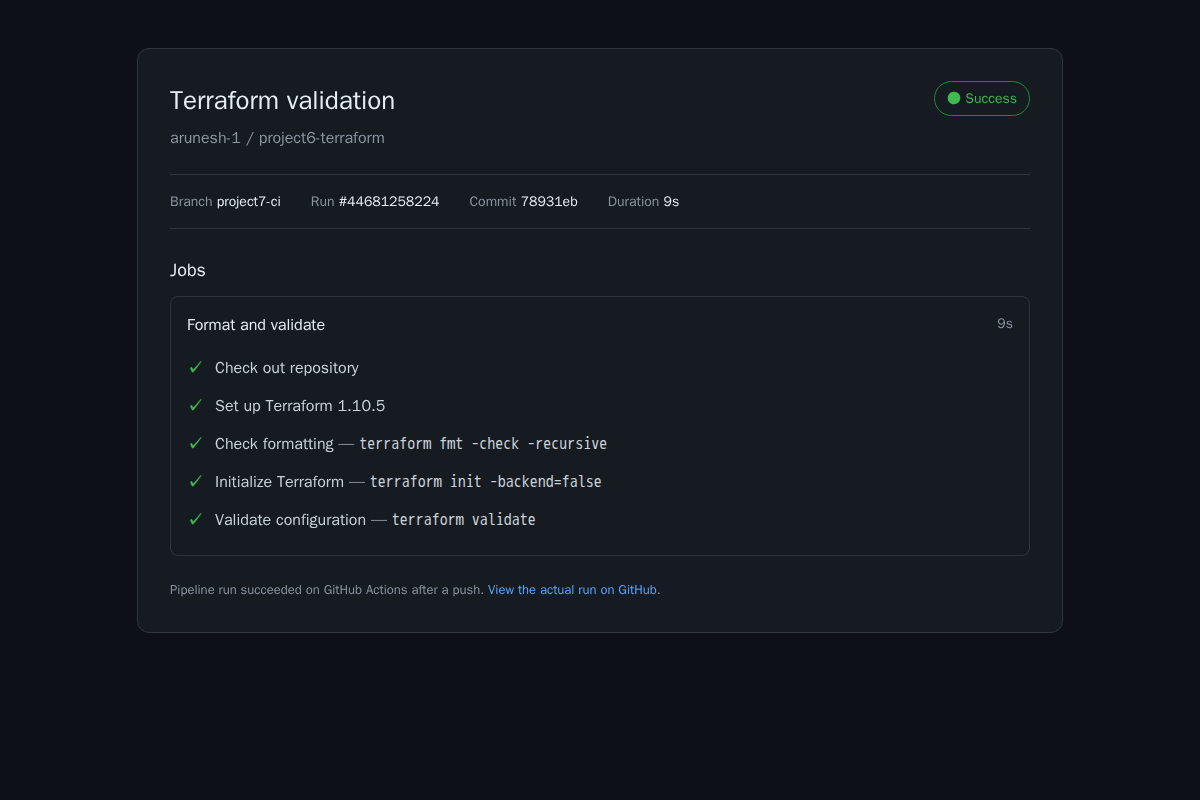 Terraform validation
Success
arunesh-1 / project6-terraform
Branch project7-ci Run #44681258224 Commit 78931eb Duration 9s
Jobs
Format and validate 9s
✓ Check out repository
✓ Set up Terraform 1.10.5
✓ Check formatting — terraform fmt -check -recursive
✓ Initialize Terraform — terraform init -backend=false
✓ Validate configuration — terraform validate
Pipeline run succeeded on GitHub Actions after a push. View the actual run on GitHub.